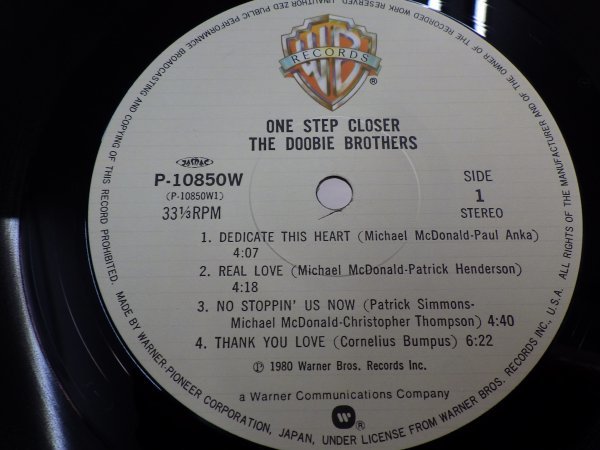 WB
RECORDS
®
ONE STEP CLOSER
THE DOOBIE BROTHERS
JASRAC
P-10850W
(P-10850W1)
33⅓RPM
SIDE
1
STEREO
1. DEDICATE THIS HEART (Michael McDonald-Paul Anka)
4:07
2. REAL LOVE (Michael McDonald-Patrick Henderson)
4:18
3. NO STOPPIN' US NOW (Patrick Simmons-
Michael McDonald-Christopher Thompson) 4:40
4. THANK YOU LOVE (Cornelius Bumpus) 6:22
℗ 1980 Warner Bros. Records Inc.
a Warner Communications Company
®
MADE BY WARNER-PIONEER CORPORATION, JAPAN, UNDER LICENSE FROM WARNER BROS. RECORDS INC., U.S.A. ALL RIGHTS OF THE MANUFACTURER AND OF THE OWNER OF THE RECORDED WORK RESERVED. UNAUTHORIZED PUBLIC PERFORMANCE BROADCASTING AND COPYING OF THIS RECORD PROHIBITED.